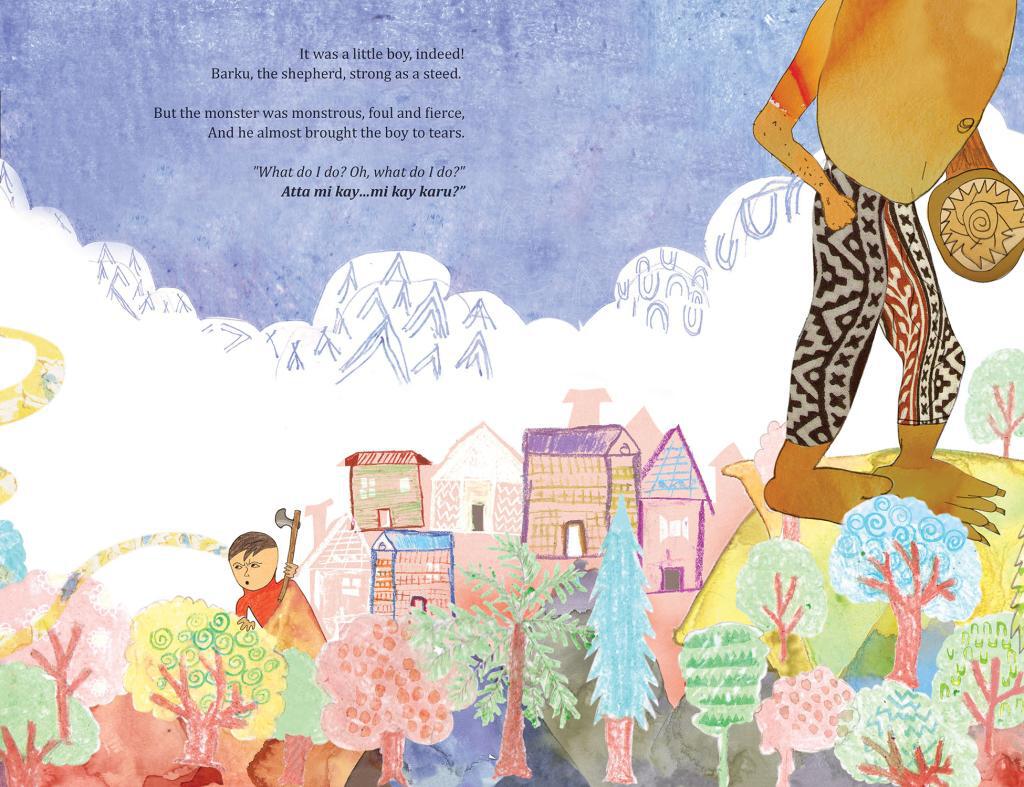 It was a little boy, indeed!
Barku, the shepherd, strong as a steed.
But the monster was monstrous, foul and fierce,
And he almost brought the boy to tears.
"What do I do? Oh, what do I do?"
Atta mi kay...mi kay karu?”